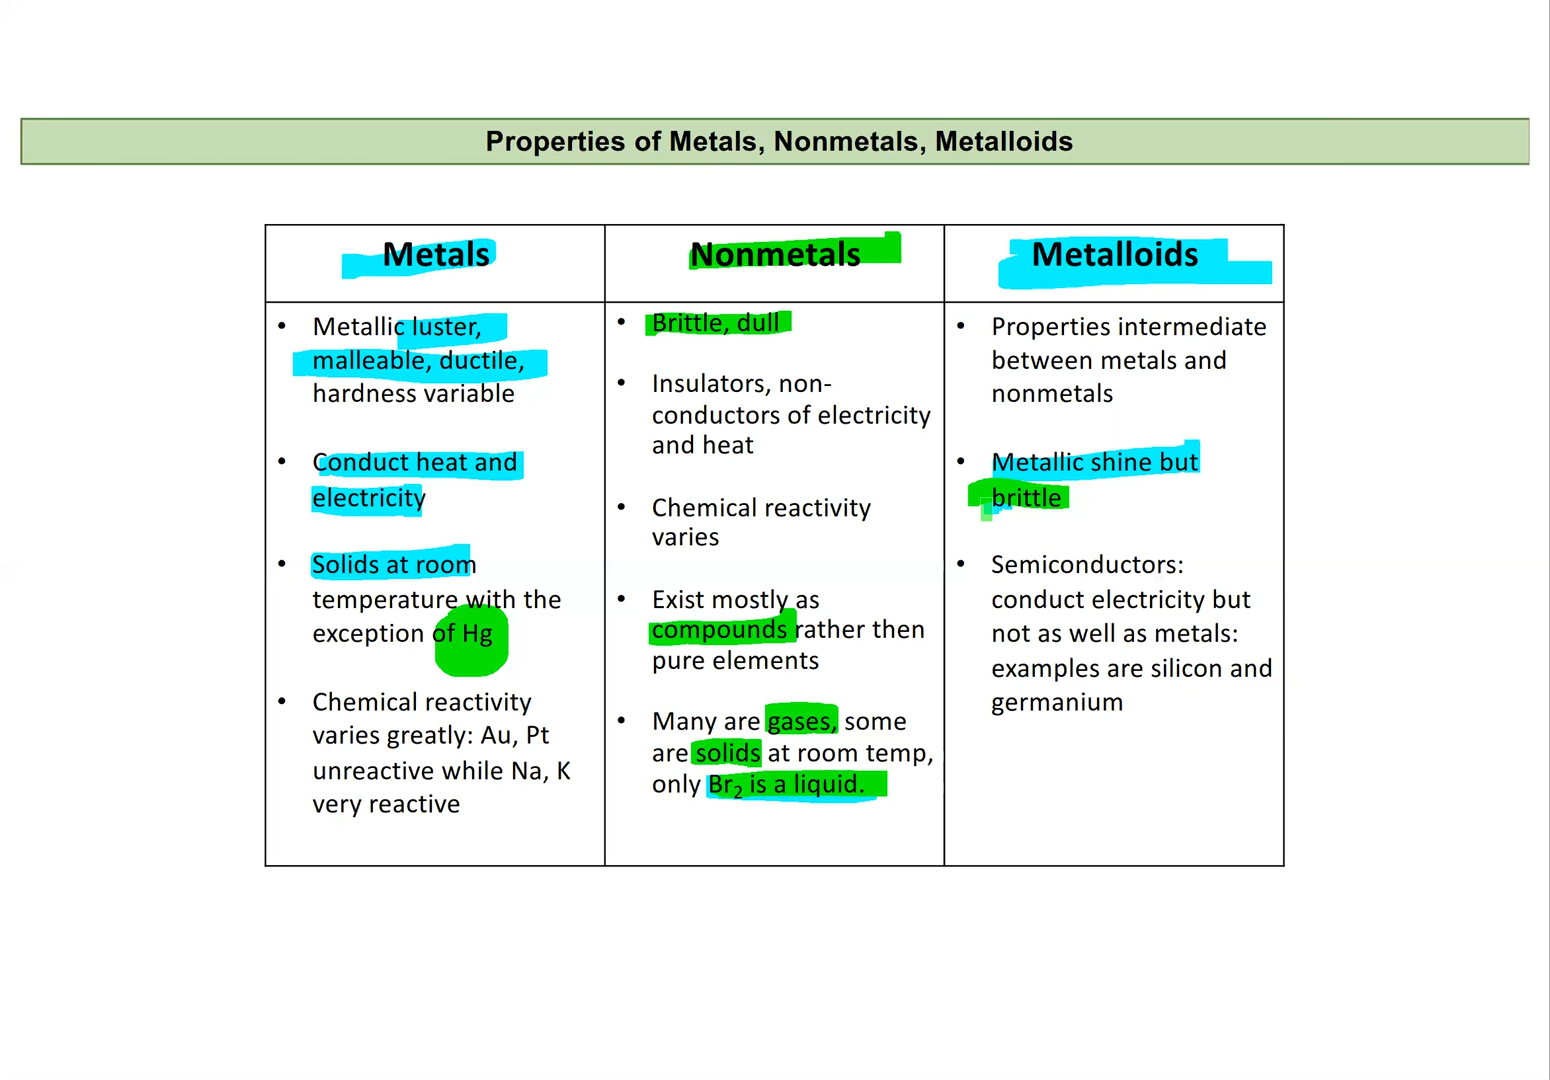 Properties of Metals, Nonmetals, Metalloids
Metals
• Metallic luster,
malleable, ductile,
hardness variable
• Conduct heat and
electricity
• Solids at room
temperature with the
exception of Hg
• Chemical reactivity
varies greatly: Au, Pt
unreactive while Na, K
very reactive
Nonmetals
• Brittle, dull
• Insulators, non-
conductors of electricity
and heat
• Chemical reactivity
varies
• Exist mostly as
compounds rather then
pure elements
• Many are gases, some
are solids at room temp,
only Br₂ is a liquid.
Metalloids
• Properties intermediate
between metals and
nonmetals
• Metallic shine but
brittle
• Semiconductors:
conduct electricity but
not as well as metals:
examples are silicon and
germanium